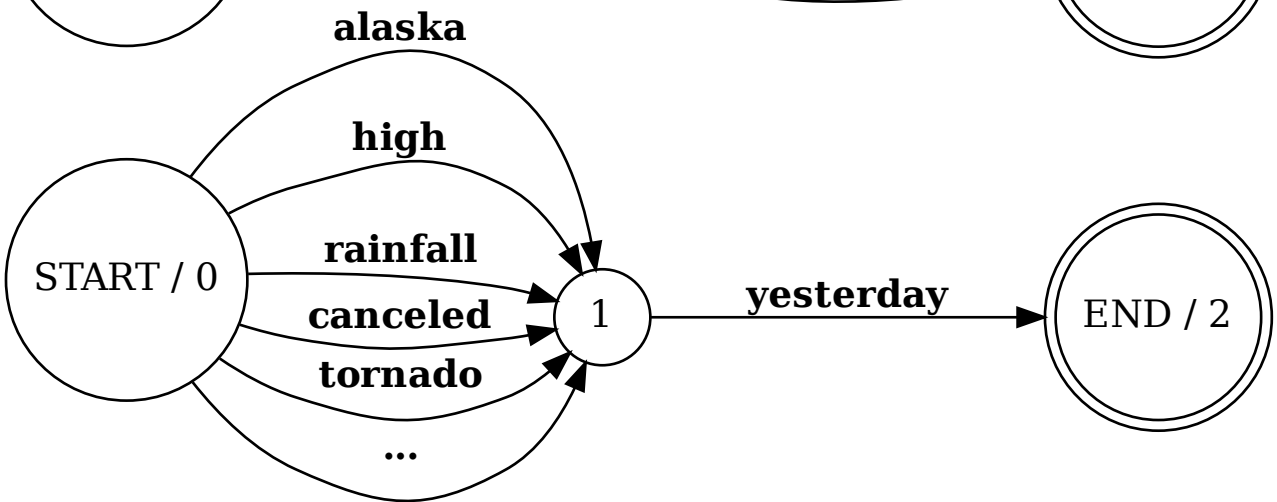 alaska
high
rainfall
START / 0
canceled
1
yesterday
END / 2
tornado
...